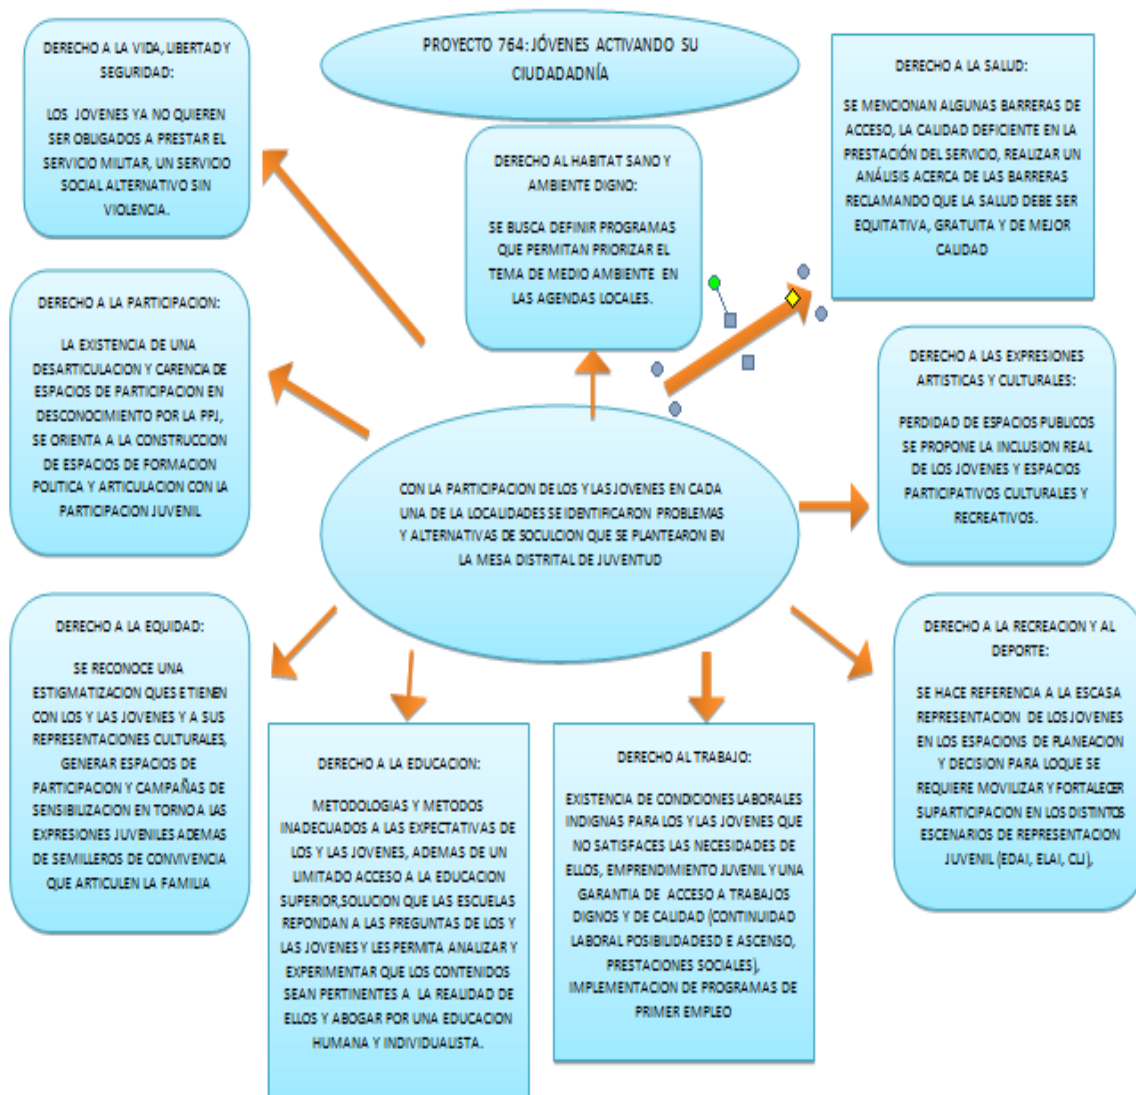 PROYECTO 764: JÓVENES ACTIVANDO SU
CIUDADADNÍA
DERECHO A LA VIDA, LIBERTAD Y
SEGURIDAD:
LOS JOVENES YA NO QUIEREN
SER OBLIGADOS A PRESTAR EL
SERVICIO MILITAR, UN SERVICIO
SOCIAL ALTERNATIVO SIN
VIOLENCIA.
DERECHO AL HABITAT SANO Y
AMBIENTE DIGNO:
SE BUSCA DEFINIR PROGRAMAS
QUE PERMITAN PRIORIZAR EL
TEMA DE MEDIO AMBIENTE EN
LAS AGENDAS LOCALES.
DERECHO A LA SALUD:
SE MENCIONAN ALGUNAS BARRERAS DE
ACCESO, LA CALIDAD DEFICIENTE EN LA
PRESTACIÓN DEL SERVICIO, REALIZAR UN
ANÁLISIS ACERCA DE LAS BARRERAS
RECLAMANDO QUE LA SALUD DEBE SER
EQUITATIVA, GRATUITA Y DE MEJOR
CALIDAD
DERECHO A LA PARTICIPACION:
LA EXISTENCIA DE UNA
DESARTICULACION Y CARENCIA DE
ESPACIOS DE PARTICIPACION EN
DESCONOCIMIENTO POR LA PPJ,
SE ORIENTA A LA CONSTRUCCION
DE ESPACIOS DE FORMACION
POLITICA Y ARTICULACION CON LA
PARTICIPACION JUVENIL
DERECHO A LAS EXPRESIONES
ARTISTICAS Y CULTURALES:
PERDIDAD DE ESPACIOS PUBLICOS
SE PROPONE LA INCLUSION REAL
DE LOS JOVENES Y ESPACIOS
PARTICIPATIVOS CULTURALES Y
RECREATIVOS.
CON LA PARTICIPACION DE LOS Y LAS JOVENES EN CADA
UNA DE LA LOCALIDADES SE IDENTIFICARON PROBLEMAS
Y ALTERNATIVAS DE SOCULCION QUE SE PLANTEARON EN
LA MESA DISTRITAL DE JUVENTUD
DERECHO A LA EQUIDAD:
SE RECONOCE UNA
ESTIGMATIZACION QUES E TIENEN
CON LOS Y LAS JOVENES Y A SUS
REPRESENTACIONES CULTURALES,
GENERAR ESPACIOS DE
PARTICIPACION Y CAMPAÑAS DE
SENSIBILIZACION EN TORNO A LAS
EXPRESIONES JUVENILES ADEMAS
DE SEMILLEROS DE CONVIVENCIA
QUE ARTICULEN LA FAMILIA
DERECHO A LA EDUCACION:
METODOLOGIAS Y METODOS
INADECUADOS A LAS EXPECTATIVAS DE
LOS Y LAS JOVENES, ADEMAS DE UN
LIMITADO ACCESO A LA EDUCACION
SUPERIOR,SOLUCION QUE LAS ESCUELAS
REPONDAN A LAS PREGUNTAS DE LOS Y
LAS JOVENES Y LES PERMITA ANALIZAR Y
EXPERIMENTAR QUE LOS CONTENIDOS
SEAN PERTINENTES A LA REALIDAD DE
ELLOS Y ABOGAR POR UNA EDUCACION
HUMANA Y INDIVIDUALISTA.
DERECHO AL TRABAJO:
EXISTENCIA DE CONDICIONES LABORALES
INDIGNAS PARA LOS Y LAS JOVENES QUE
NO SATISFACES LAS NECESIDADES DE
ELLOS, EMPRENDIMIENTO JUVENIL Y UNA
GARANTIA DE ACCESO A TRABAJOS
DIGNOS Y DE CALIDAD (CONTINUIDAD
LABORAL POSIBILIDADESD E ASCENSO,
PRESTACIONES SOCIALES),
IMPLEMENTACION DE PROGRAMAS DE
PRIMER EMPLEO
DERECHO A LA RECREACION Y AL
DEPORTE:
SE HACE REFERENCIA A LA ESCASA
REPRESENTACION DE LOS JOVENES
EN LOS ESPACIONS DE PLANEACION
Y DECISION PARA LOQUE SE
REQUIERE MOVILIZAR Y FORTALECER
SUPARTICIPACION EN LOS DISTINTOS
ESCENARIOS DE REPRESENTACION
JUVENIL (EDAI, ELAI, CLJ),